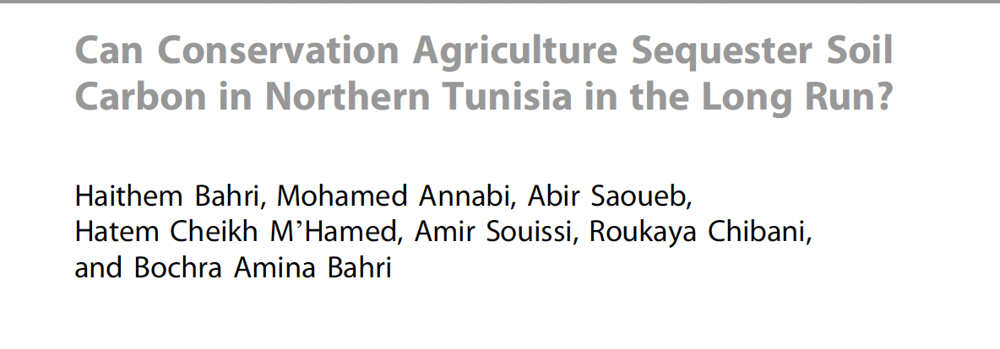 Can Conservation Agriculture Sequester Soil
Carbon in Northern Tunisia in the Long Run?
Haithem Bahri, Mohamed Annabi, Abir Saoueb,
Hatem Cheikh M’Hamed, Amir Souissi, Roukaya Chibani,
and Bochra Amina Bahri